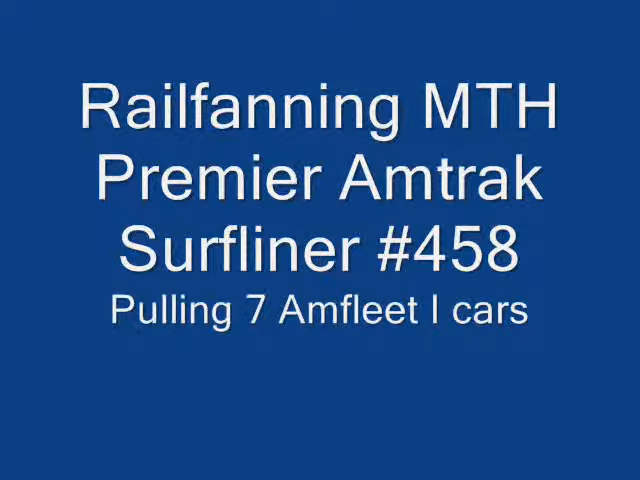 Railfanning MTH
Premier Amtrak
Surfliner #458
Pulling 7 Amfleet I cars